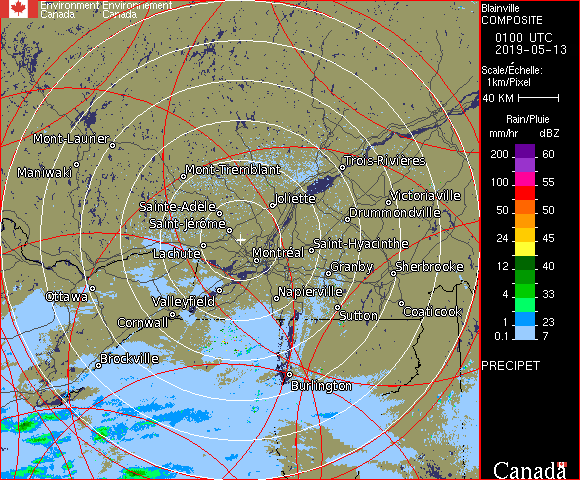 Environment Environnement
Canada Canada
Blainville
COMPOSITE
0100 UTC
2019-05-13
Scale/Échelle:
1km/Pixel
40 KM
Rain/Pluie
mm/hr dBZ
200 60
100 55
50 50
24 45
12 40
4 33
1 23
0.1 7
PRECIPET
Canada
Mont-Laurier
Maniwaki
Mont-Tremblant
Trois-Rivières
Joliette
Victoriaville
Sainte-Adèle
Drummondville
Saint-Jérôme
Lachute
Montréal
Saint-Hyacinthe
Granby
Sherbrooke
Ottawa
Valleyfield
Napierville
Cornwall
Sutton
Coaticook
Brockville
Burlington